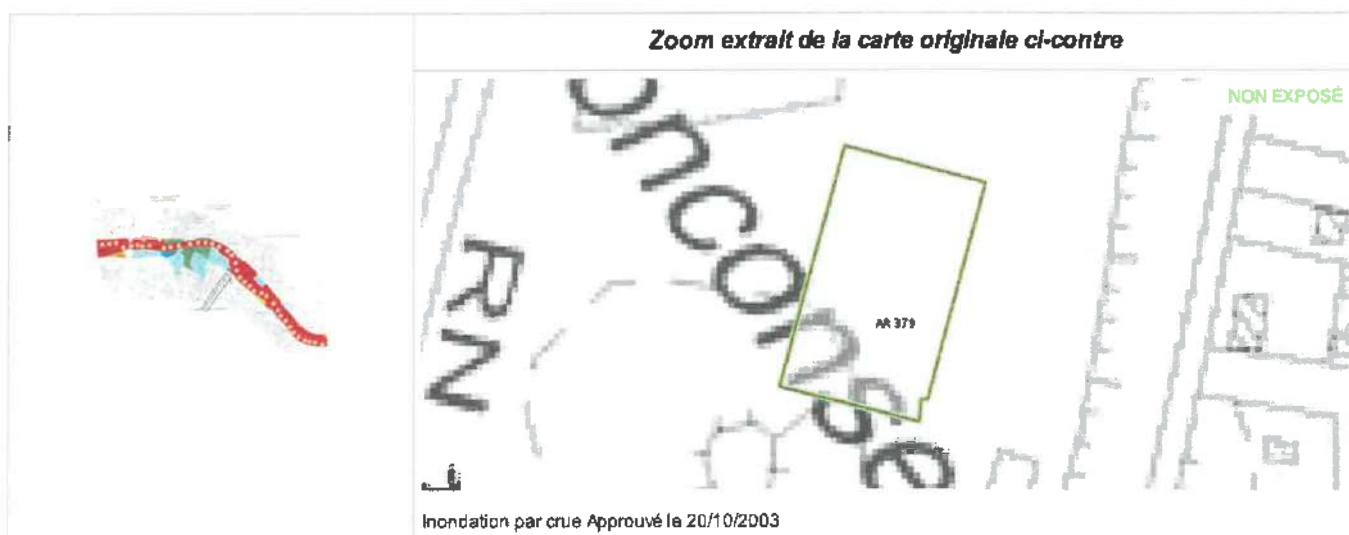 Zoom extrait de la carte originale ci-contre
NON EXPOSÉ
onconse
RN
AR 379
Inondation par crue Approuvé le 20/10/2003